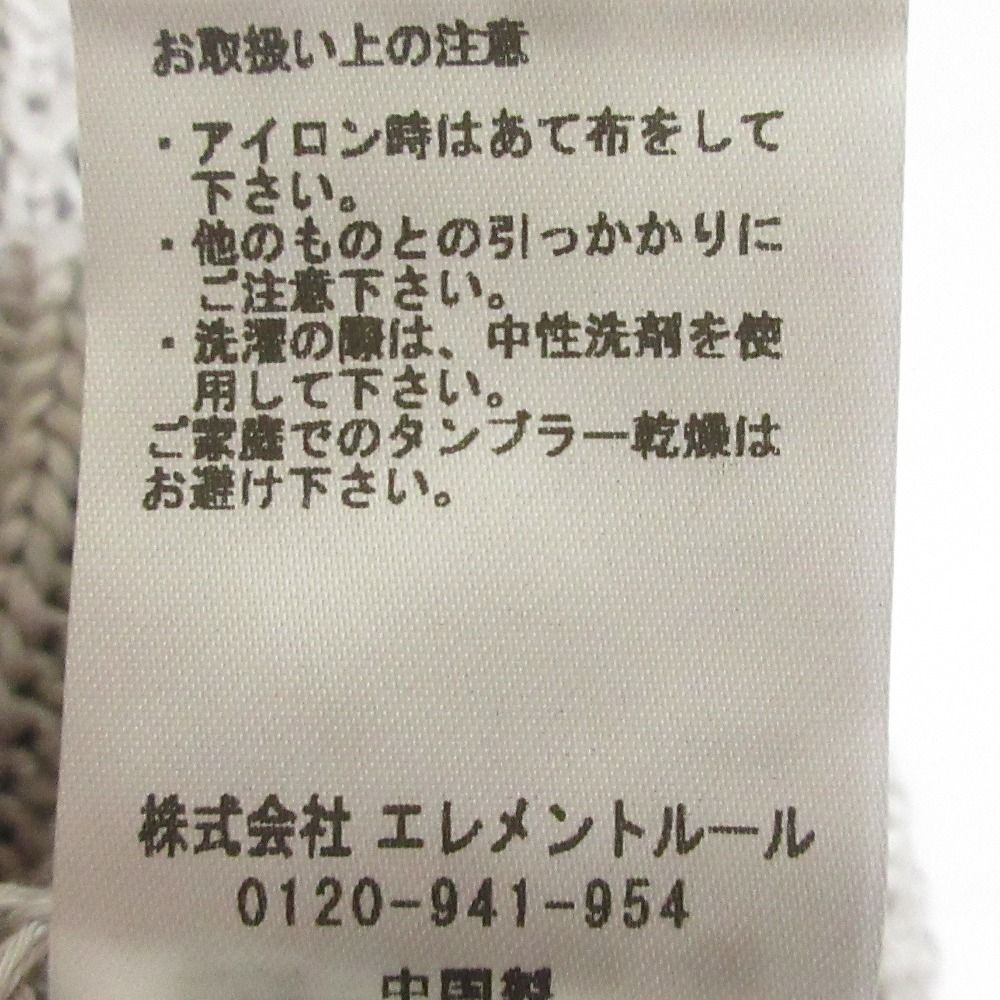 お取扱い上の注意
・アイロン時はあて布をして
下さい。
・他のものとの引っかかりに
ご注意下さい。
・洗濯の際は、中性洗剤を使
用して下さい。
ご家庭でのタンブラー乾燥は
お避け下さい。
株式会社 エレメントルール
0120-941-954
中国製